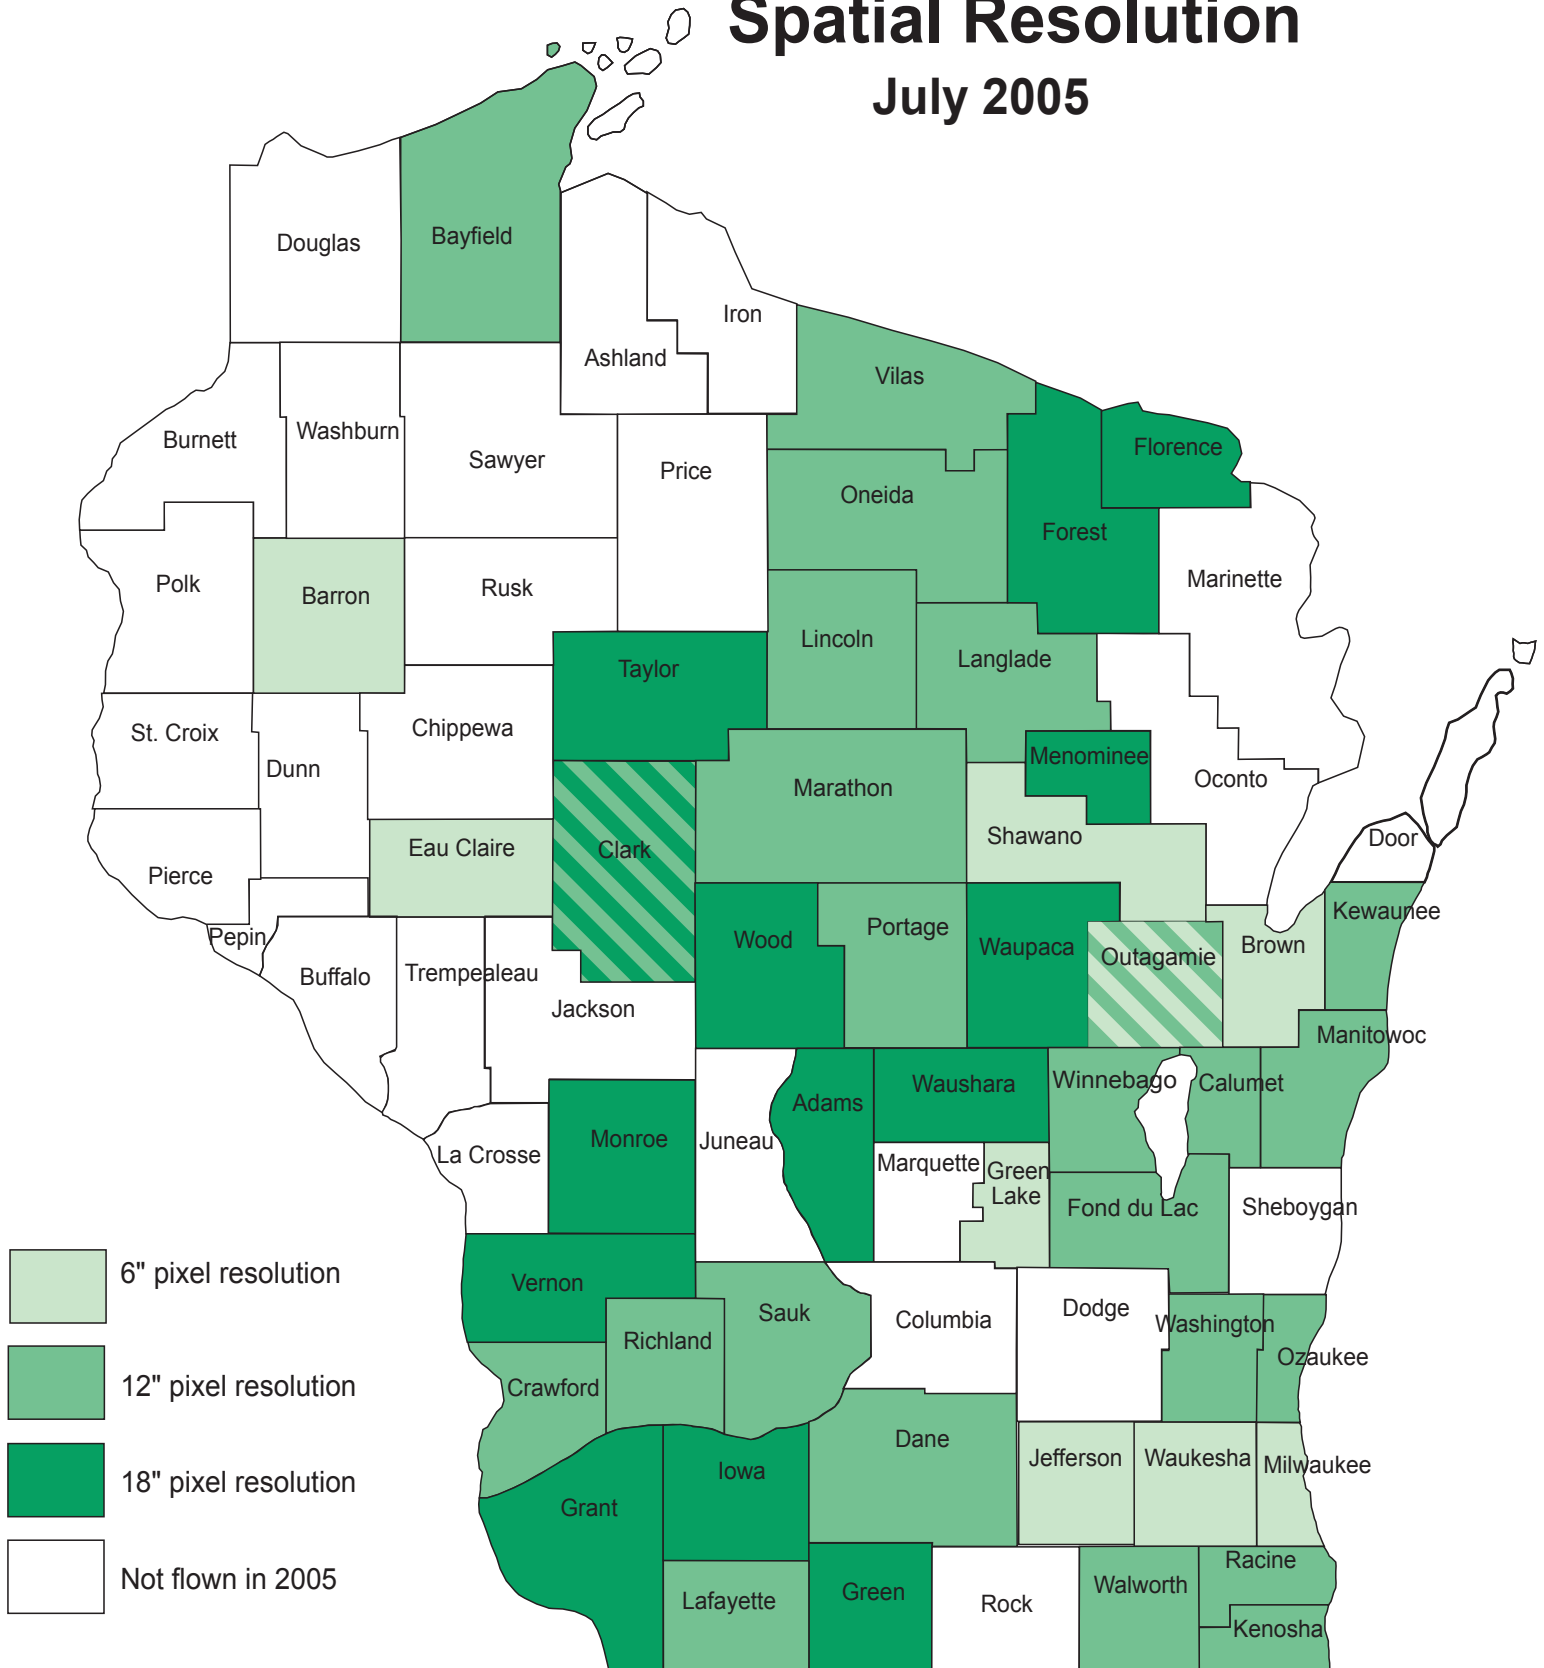 Spatial Resolution
July 2005
Douglas
Bayfield
Iron
Ashland
Vilas
Burnett
Washburn
Sawyer
Price
Florence
Oneida
Forest
Polk
Barron
Rusk
Marinette
Lincoln
Langlade
Taylor
St. Croix
Chippewa
Dunn
Menominee
Marathon
Oconto
Shawano
Door
Eau Claire
Clark
Pierce
Kewaunee
Pepin
Wood
Portage
Waupaca
Outagamie
Brown
Buffalo
Trempealeau
Jackson
Manitowoc
Waushara
Winnebago
Calumet
Adams
Monroe
Juneau
La Crosse
Marquette
Green
Lake
Fond du Lac
Sheboygan
6" pixel resolution
Vernon
Sauk
Columbia
Dodge
Washington
Richland
Ozaukee
12" pixel resolution
Crawford
Dane
Jefferson
Waukesha
Milwaukee
18" pixel resolution
Iowa
Grant
Not flown in 2005
Lafayette
Green
Rock
Walworth
Racine
Kenosha